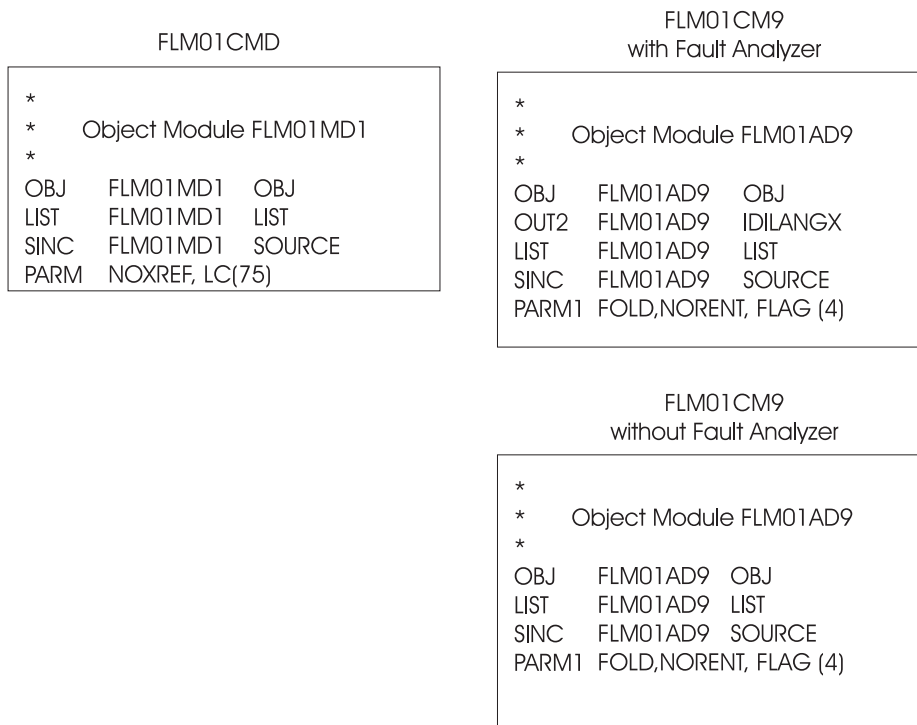 FLM01CMD
*
* Object Module FLM01MD1
*
OBJ FLM01MD1 OBJ
LIST FLM01MD1 LIST
SINC FLM01MD1 SOURCE
PARM NOXREF, LC(75)
FLM01CM9
with Fault Analyzer
*
* Object Module FLM01AD9
*
OBJ FLM01AD9 OBJ
OUT2 FLM01AD9 IDILANGX
LIST FLM01AD9 LIST
SINC FLM01AD9 SOURCE
PARM1 FOLD,NORENT, FLAG (4)
FLM01CM9
without Fault Analyzer
*
* Object Module FLM01AD9
*
OBJ FLM01AD9 OBJ
LIST FLM01AD9 LIST
SINC FLM01AD9 SOURCE
PARM1 FOLD,NORENT, FLAG (4)